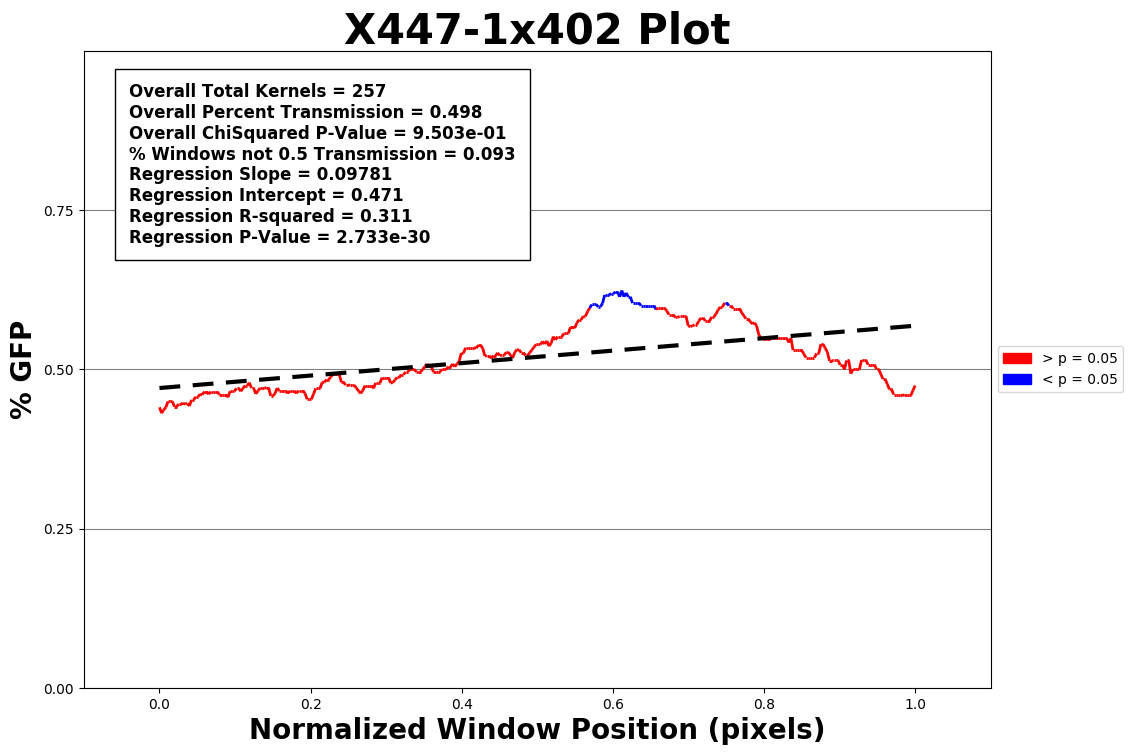 X447-1x402 Plot
Overall Total Kernels = 257
Overall Percent Transmission = 0.498
Overall ChiSquared P-Value = 9.503e-01
% Windows not 0.5 Transmission = 0.093
Regression Slope = 0.09781
Regression Intercept = 0.471
Regression R-squared = 0.311
Regression P-Value = 2.733e-30
% GFP
0.75
0.50
0.25
0.00
> p = 0.05
< p = 0.05
0.0 0.2 0.4 0.6 0.8 1.0
Normalized Window Position (pixels)